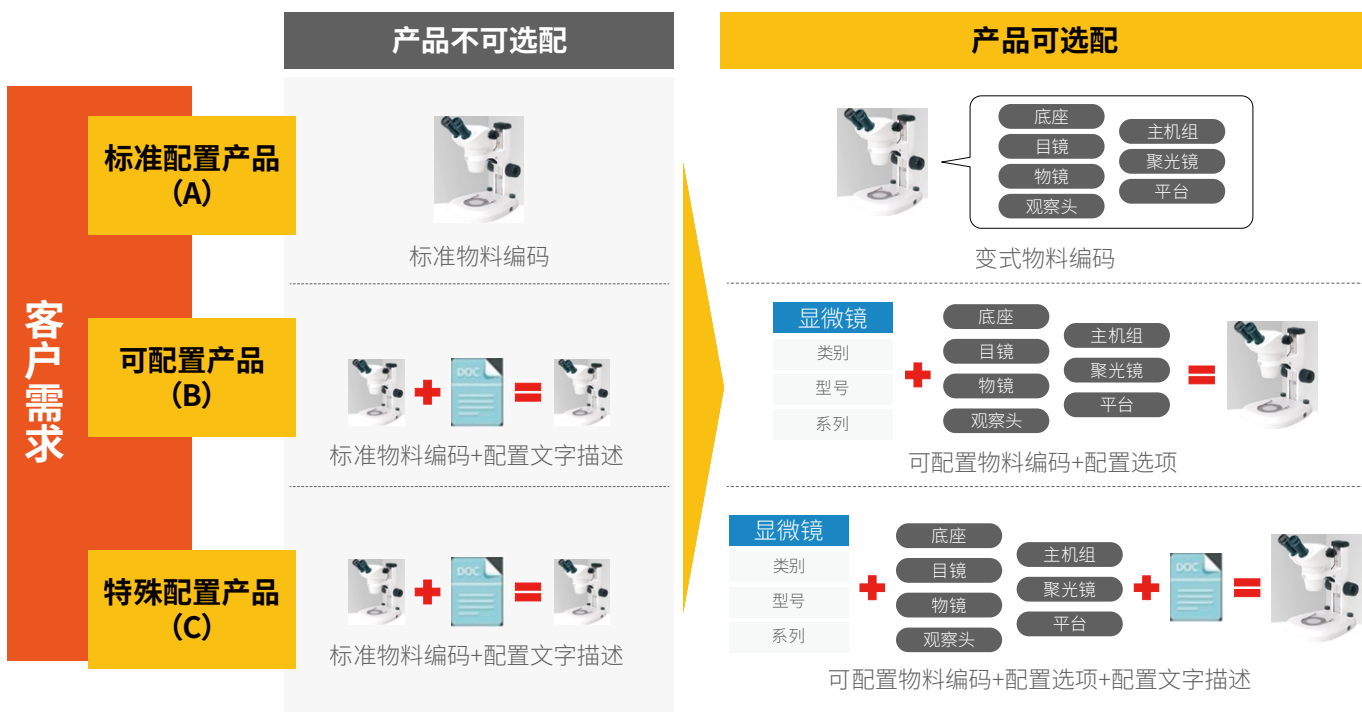 产品不可选配
产品可选配
客户需求
标准配置产品
（A）
标准物料编码
底座
目镜
物镜
观察头
主机组
聚光镜
平台
变式物料编码
可配置产品
（B）
DOC
标准物料编码+配置文字描述
显微镜
类别
型号
系列
底座
目镜
物镜
观察头
主机组
聚光镜
平台
可配置物料编码+配置选项
特殊配置产品
（C）
DOC
标准物料编码+配置文字描述
显微镜
类别
型号
系列
底座
目镜
物镜
观察头
主机组
聚光镜
平台
DOC
可配置物料编码+配置选项+配置文字描述